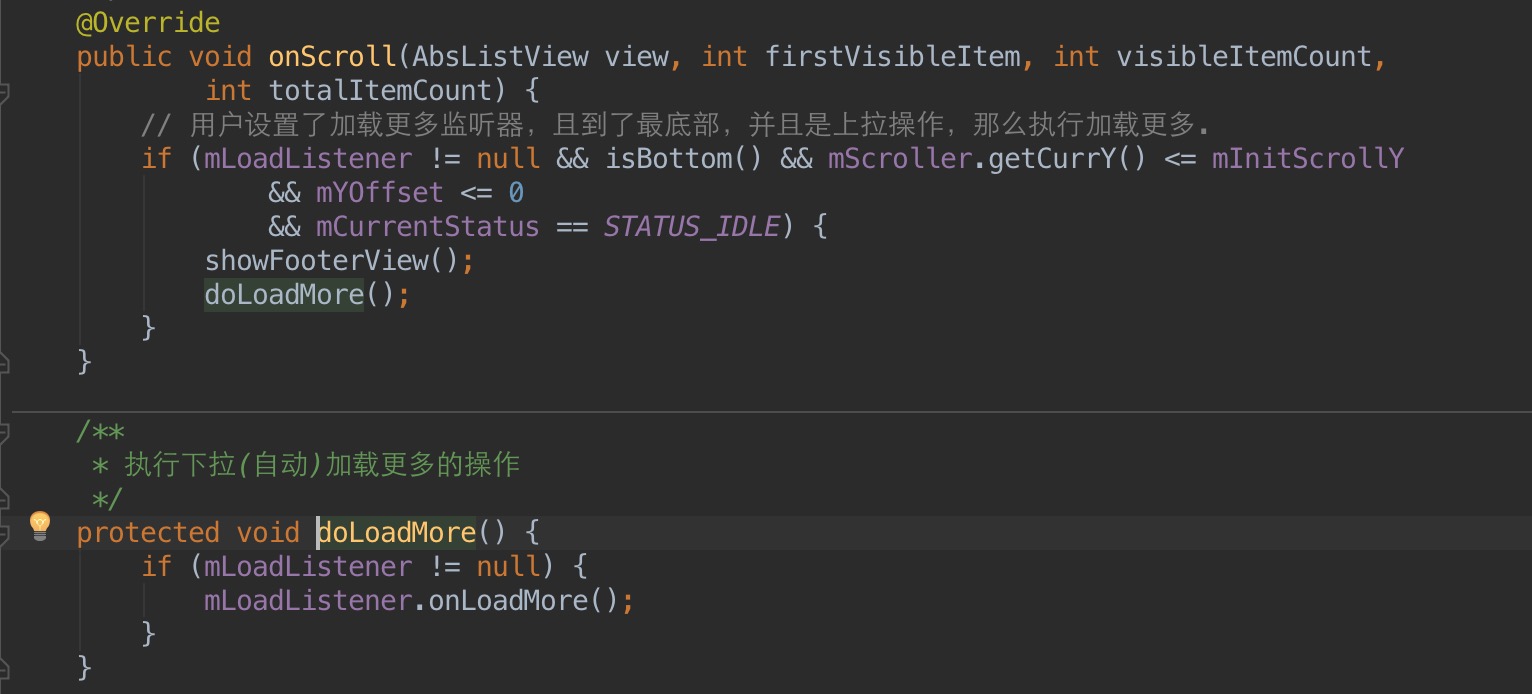 @Override
public void onScroll(AbsListView view, int firstVisibleItem, int visibleItemCount,
int totalItemCount) {
// 用户设置了加载更多监听器，且到了最底部，并且是上拉操作，那么执行加载更多.
if (mLoadListener != null && isBottom() && mScroller.getCurrY() <= mInitScrollY
&& mYOffset <= 0
&& mCurrentStatus == STATUS_IDLE) {
showFooterView();
doLoadMore();
}
}
/**
* 执行下拉(自动)加载更多的操作
*/
protected void doLoadMore() {
if (mLoadListener != null) {
mLoadListener.onLoadMore();
}
}